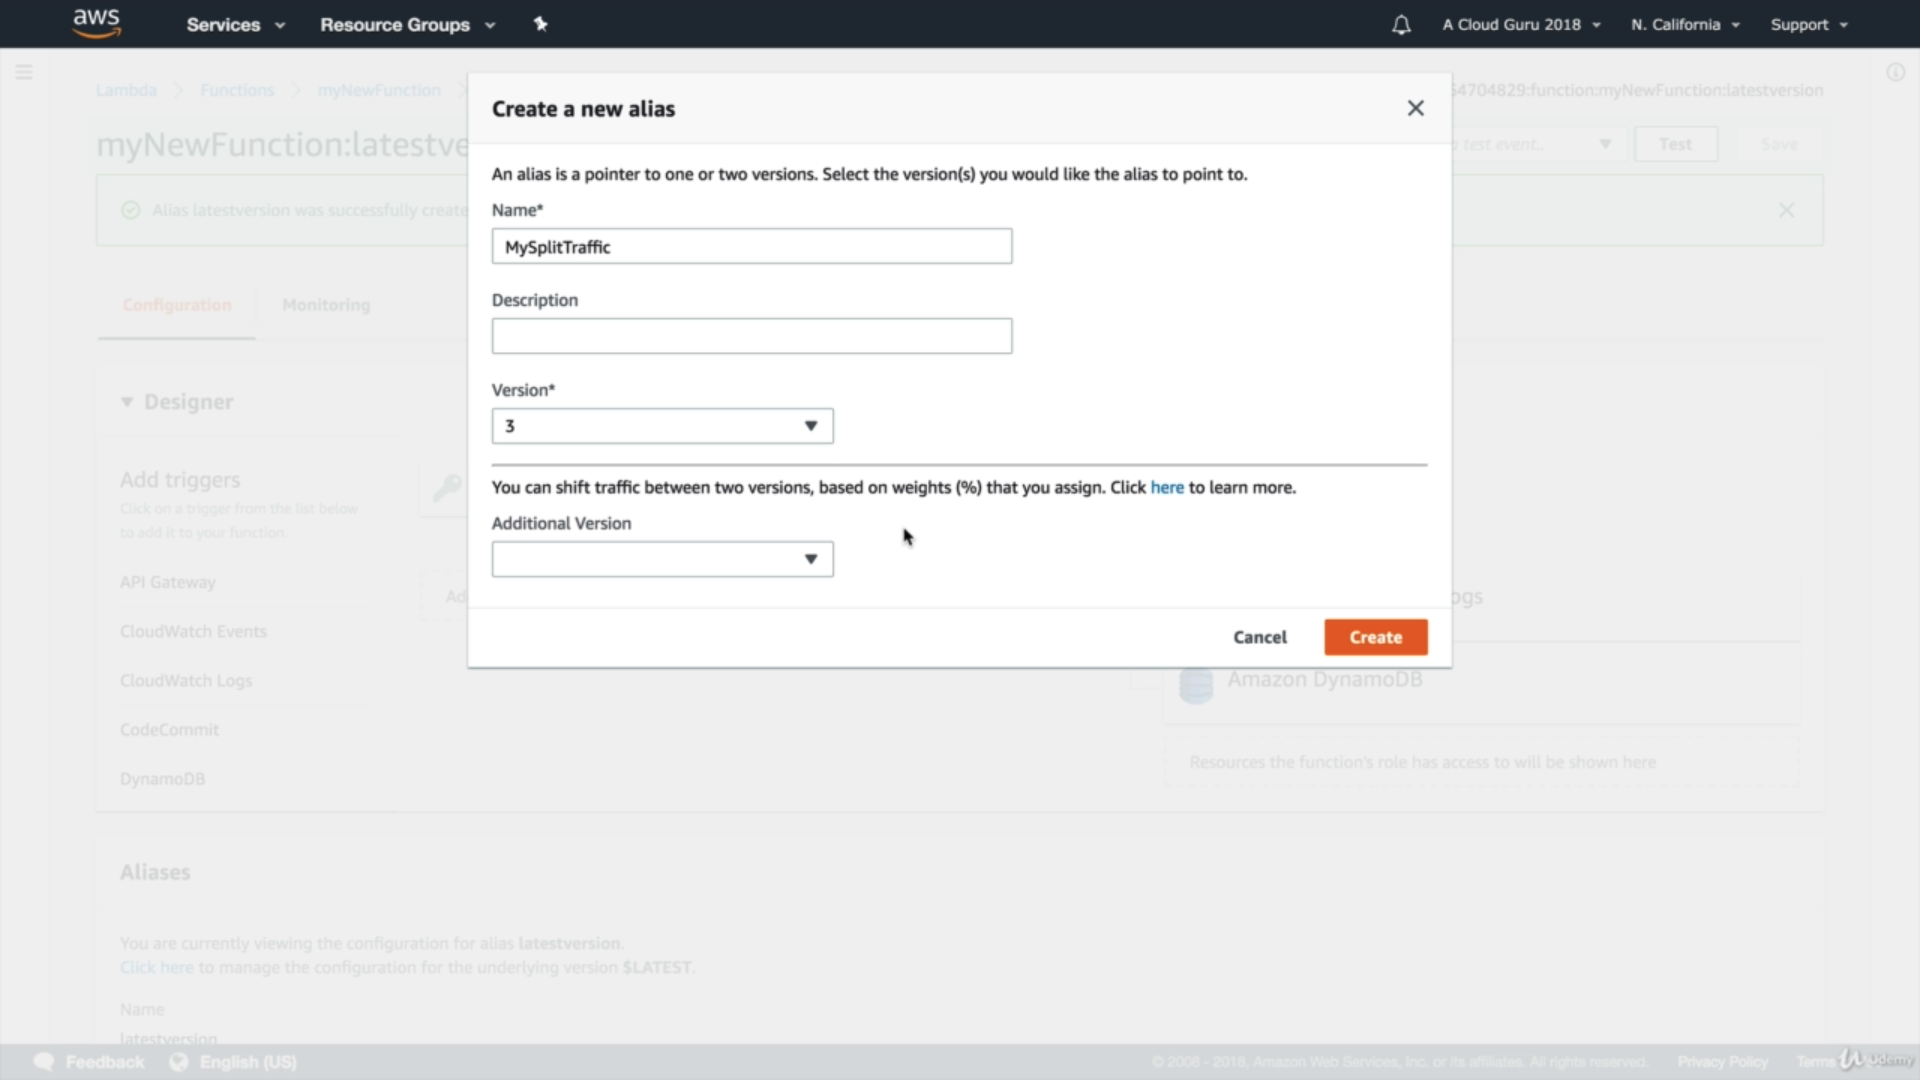 aws Services Resource Groups A Cloud Guru 2018 N. California Support
Lambda Functions myNewFunction 54704829:function:myNewFunction:latestversion
Create a new alias
myNewFunction:latestve test event.. Test Save
An alias is a pointer to one or two versions. Select the version(s) you would like the alias to point to.
Alias latestversion was successfully create
Name*
MySplitTraffic
Description
Configuration Monitoring
Version*
3
Designer
You can shift traffic between two versions, based on weights (%) that you assign. Click here to learn more.
Additional Version
Add triggers
Click on a trigger from the list below
to add it to your function.
API Gateway
Ad ogs
CloudWatch Events
Cancel Create
CloudWatch Logs
Amazon DynamoDB
CodeCommit
Resources the function's role has access to will be shown here
DynamoDB
Aliases
You are currently viewing the configuration for alias latestversion.
Click here to manage the configuration for the underlying version $LATEST.
Name
latestversion
Feedback English (US) © 2008 - 2018, Amazon Web Services, Inc. or its affiliates. All rights reserved. Privacy Policy Terms Udemy